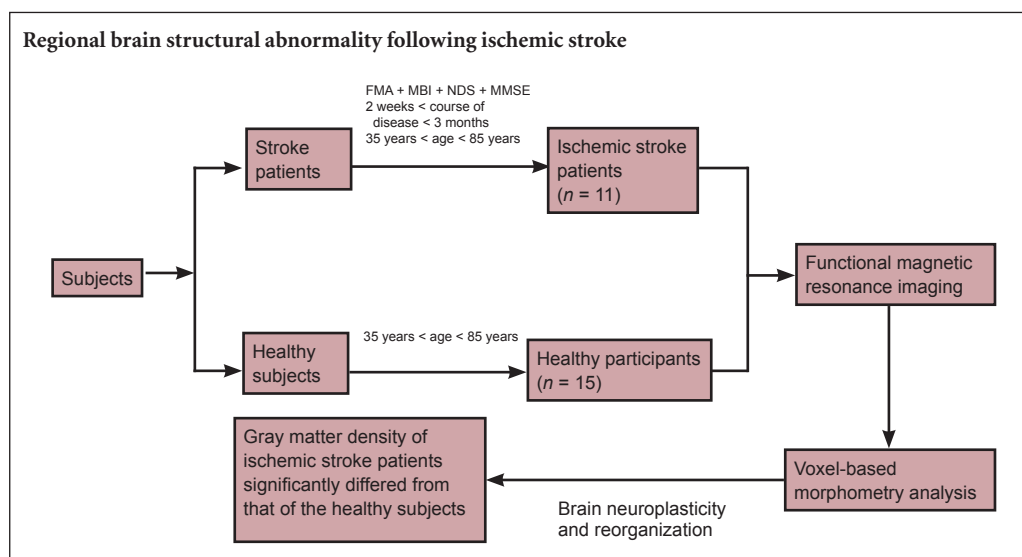 Regional brain structural abnormality following ischemic stroke
FMA + MBI + NDS + MMSE
2 weeks < course of
disease < 3 months
35 years < age < 85 years
Stroke
patients
Ischemic stroke
patients
(n = 11)
Subjects
Functional magnetic
resonance imaging
Healthy
subjects
35 years < age < 85 years
Healthy participants
(n = 15)
Gray matter density of
ischemic stroke patients
significantly differed from
that of the healthy subjects
Brain neuroplasticity
and reorganization
Voxel-based
morphometry analysis